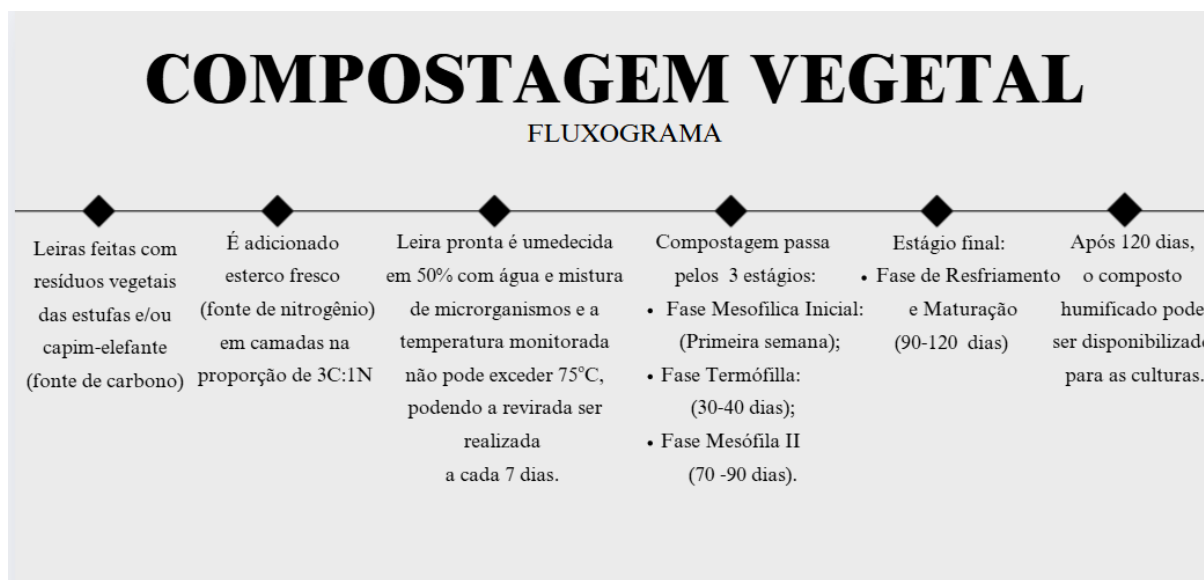 COMPOSTAGEM VEGETAL
FLUXOGRAMA
Leiras feitas com
resíduos vegetais
das estufas e/ou
capim-elefante
(fonte de carbono)
É adicionado
esterco fresco
(fonte de nitrogênio)
em camadas na
proporção de 3C:1N
Leira pronta é umedecida
em 50% com água e mistura
de microrganismos e a
temperatura monitorada
não pode exceder 75ºC,
podendo a revirada ser
realizada
a cada 7 dias.
Compostagem passa
pelos 3 estágios:
• Fase Mesofílica Inicial:
(Primeira semana);
• Fase Termófilla:
(30-40 dias);
• Fase Mesófila II
(70 -90 dias).
Estágio final:
• Fase de Resfriamento
e Maturação
(90-120 dias)
Após 120 dias,
o composto
humificado pode
ser disponibilizad
para as culturas.